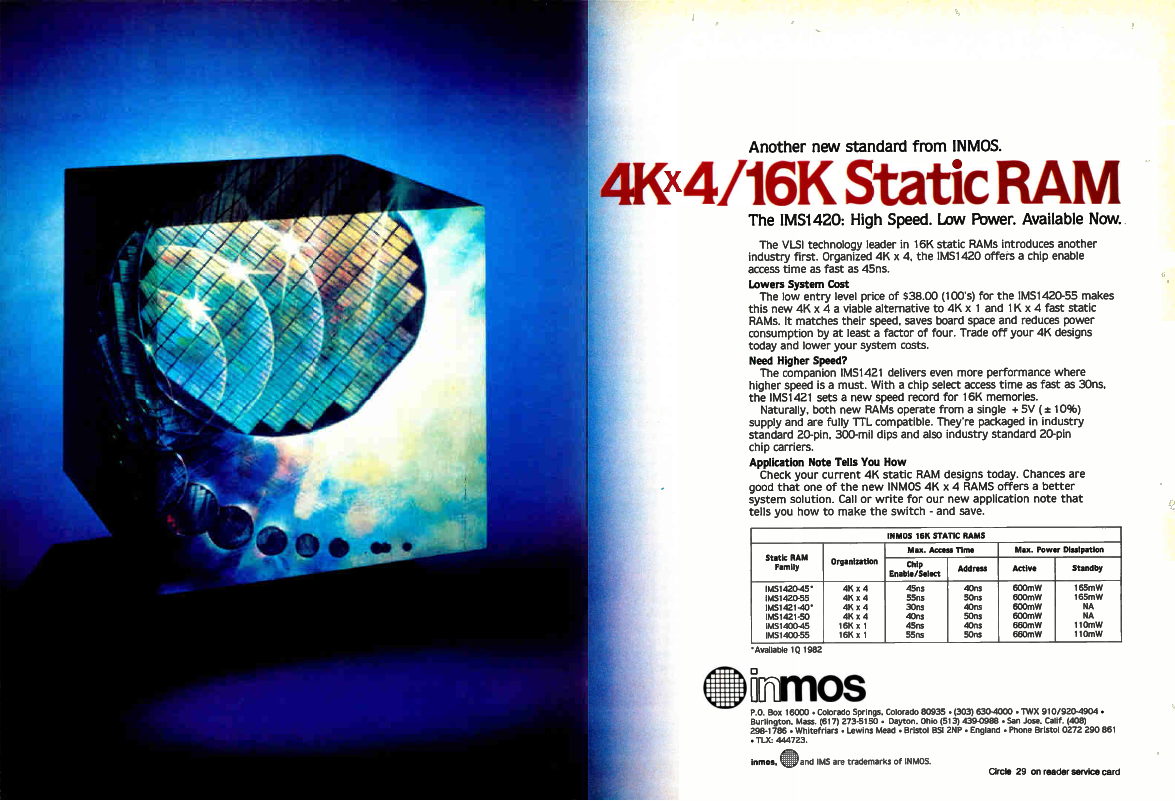 Another new standard from INMOS.
4Kx4/16K Static RAM
The IMS1420: High Speed. Low Power. Available Now.
The VLSI technology leader in 16K static RAMs introduces another
industry first. Organized 4K x 4, the IMS1420 offers a chip enable
access time as fast as 45ns.
Lowers System Cost
The low entry level price of $38.00 (100's) for the IMS1420-55 makes
this new 4K x 4 a viable alternative to 4K x 1 and 1K x 4 fast static
RAMs. It matches their speed, saves board space and reduces power
consumption by at least a factor of four. Trade off your 4K designs
today and lower your system costs.
Need Higher Speed?
The companion IMS1421 delivers even more performance where
higher speed is a must. With a chip select access time as fast as 30ns,
the IMS1421 sets a new speed record for 16K memories.
Naturally, both new RAMs operate from a single +5V (±10%)
supply and are fully TTL compatible. They're packaged in industry
standard 20-pin, 300-mil dips and also industry standard 20-pin
chip carriers.
Application Note Tells You How
Check your current 4K static RAM designs today. Chances are
good that one of the new INMOS 4K x 4 RAMS offers a better
system solution. Call or write for our new application note that
tells you how to make the switch - and save.
INMOS 16K STATIC RAMS
Static RAM Family Organization Max. Access Time Max. Power Dissipation
Chip Enable/Select Address Active Standby
IMS1420-45* 4K x 4 45ns 40ns 600mW 165mW
IMS1420-55 4K x 4 55ns 50ns 600mW 165mW
IMS1421-40* 4K x 4 30ns 40ns 600mW NA
IMS1421-50 4K x 4 40ns 50ns 600mW NA
IMS1400-45 16K x 1 45ns 40ns 660mW 110mW
IMS1400-55 16K x 1 55ns 50ns 660mW 110mW
*Available 1Q 1982
inmos
P.O. Box 16000 • Colorado Springs, Colorado 80935 • (303) 630-4000 • TWX 910/920-4904 •
Burlington, Mass. (617) 273-5150 • Dayton, Ohio (513) 439-0988 • San Jose, Calif. (408)
298-1786 • Whitefriars • Lewins Mead • Bristol BSI 2NP • England • Phone Bristol 0272 290 861
• TLX: 444723.
inmos, and IMS are trademarks of INMOS.
Circle 29 on reader service card